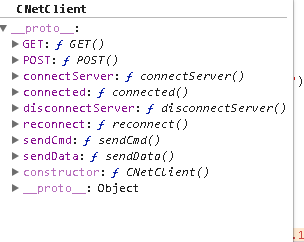 CNetClient
▼ __proto__:
▶ GET: ƒ GET()
▶ POST: ƒ POST()
▶ connectServer: ƒ connectServer()
▶ connected: ƒ connected()
▶ disconnectServer: ƒ disconnectServer()
▶ reconnect: ƒ reconnect()
▶ sendCmd: ƒ sendCmd()
▶ sendData: ƒ sendData()
▶ constructor: ƒ CNetClient()
▶ __proto__: Object
)
.1